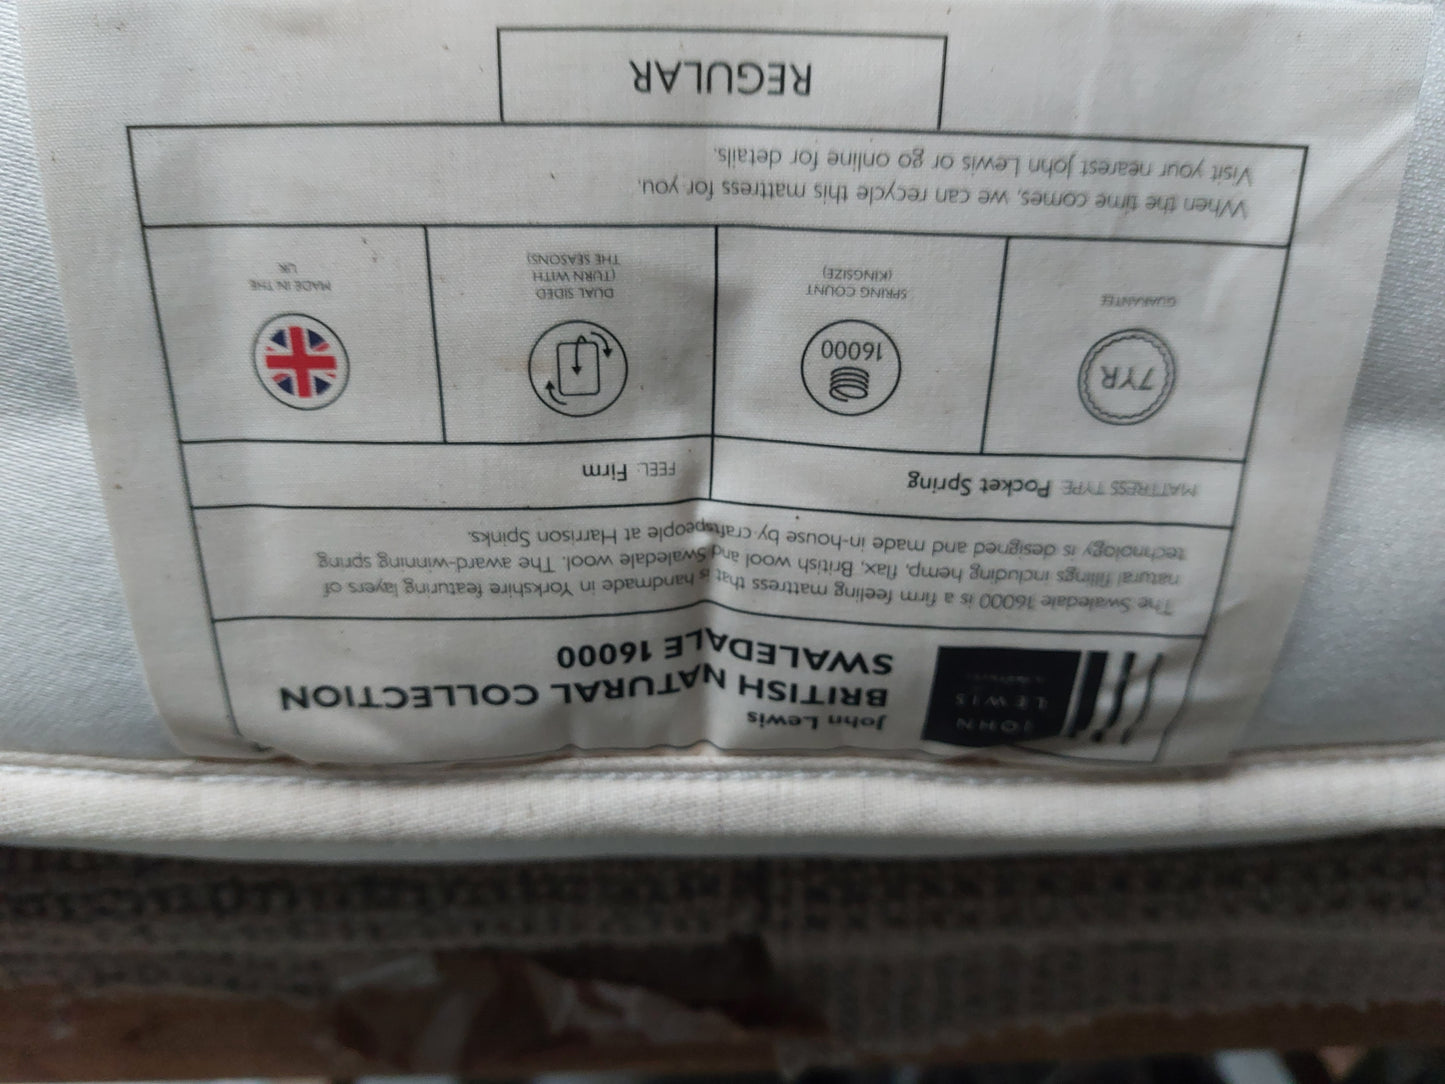 JOHN
LEWIS
John Lewis
BRITISH NATURAL COLLECTION
SWALEDALE 16000
The Swaledale 16000 is a firm feeling mattress that is handmade in Yorkshire featuring layers of
natural fillings including hemp, flax, British wool and Swaledale wool. The award-winning spring
technology is designed and made in-house by craftspeople at Harrison Spinks.
MATTRESS TYPE: Pocket Spring
FEEL: Firm
7YR
GUARANTEE
16000
SPRING COUNT
(KINGSIZE)
DUAL SIDED
(TURN WITH
THE SEASONS)
MADE IN THE
UK
When the time comes, we can recycle this mattress for you.
Visit your nearest John Lewis or go online for details.
REGULAR